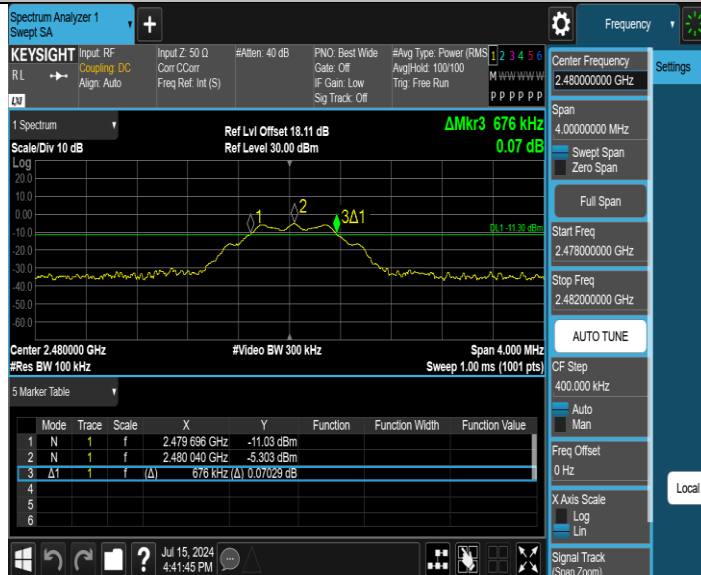 Spectrum Analyzer 1
Swept SA
+
Frequency
KEYSIGHT
RL
LXI
Input: RF
Coupling: DC
Align: Auto
Input Z: 50 Ω
Corr CCorr
Freq Ref: Int (S)
#Atten: 40 dB
PNO: Best Wide
Gate: Off
IF Gain: Low
Sig Track: Off
#Avg Type: Power (RMS
Avg|Hold: 100/100
Trig: Free Run
1 2 3 4 5 6
M W W W W W
P P P P P P
Settings
Center Frequency
2.480000000 GHz
Span
4.00000000 MHz
Swept Span
Zero Span
Full Span
Start Freq
2.478000000 GHz
Stop Freq
2.482000000 GHz
AUTO TUNE
CF Step
400.000 kHz
Auto
Man
Freq Offset
0 Hz
X Axis Scale
Log
Lin
Signal Track
(Span Zoom)
Local
1 Spectrum
Scale/Div 10 dB
Ref Lvl Offset 18.11 dB
Ref Level 30.00 dBm
ΔMkr3 676 kHz
0.07 dB
Log
20.0
10.0
0.00
-10.0
-20.0
-30.0
-40.0
-50.0
-60.0
1
2
3Δ1
DL1 -11.30 dBm
Center 2.480000 GHz
#Res BW 100 kHz
#Video BW 300 kHz
Span 4.000 MHz
Sweep 1.00 ms (1001 pts)
5 Marker Table
Mode Trace Scale X Y Function Function Width Function Value
1 N 1 f 2.479 696 GHz -11.03 dBm
2 N 1 f 2.480 040 GHz -5.303 dBm
3 Δ1 1 f (Δ) 676 kHz (Δ) 0.07029 dB
4
5
6
?
Jul 15, 2024
4:41:45 PM